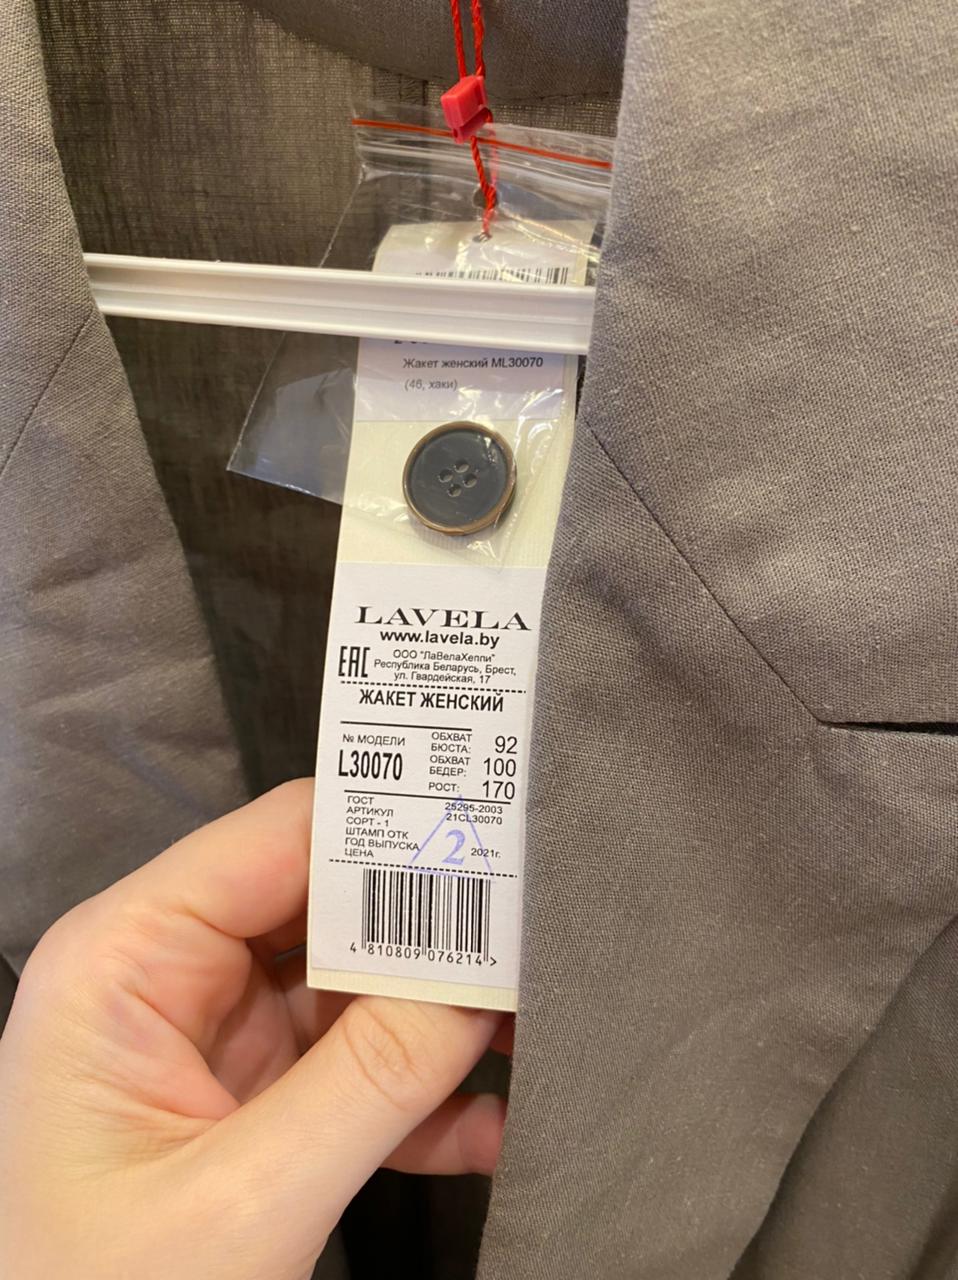 Жакет женский ML30070
(46, хаки)
LAVELA
www.lavela.by
EAC
ООО "ЛаВелаХеппи"
Республика Беларусь, Брест,
ул. Гвардейская, 17
ЖАКЕТ ЖЕНСКИЙ
№ МОДЕЛИ
L30070
ОБХВАТ
БЮСТА: 92
ОБХВАТ
БЕДЕР: 100
РОСТ: 170
ГОСТ 25295-2003
АРТИКУЛ 21CL30070
СОРТ - 1
ШТАМП ОТК 2
ГОД ВЫПУСКА 2021г.
ЦЕНА
4 810809 076214 >